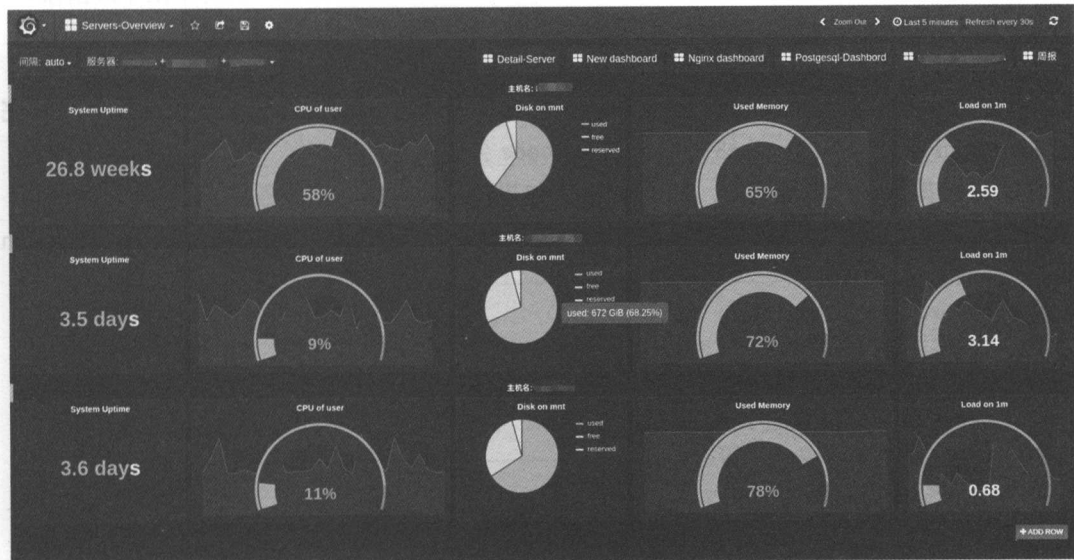 Servers-Overview
Zoom Out
Last 5 minutes Refresh every 30s
间隔: auto
服务器: + +
Detail-Server
New dashboard
Nginx dashboard
Postgesql-Dashbord
周报
主机名:
System Uptime
CPU of user
Disk on mnt
Used Memory
Load on 1m
used
free
reserved
26.8 weeks
58%
65%
2.59
主机名:
System Uptime
CPU of user
Disk on mnt
Used Memory
Load on 1m
used
free
reserved
used: 672 GiB (68.25%)
3.5 days
9%
72%
3.14
主机名:
System Uptime
CPU of user
Disk on mnt
Used Memory
Load on 1m
used
free
reserved
3.6 days
11%
78%
0.68
+ ADD ROW